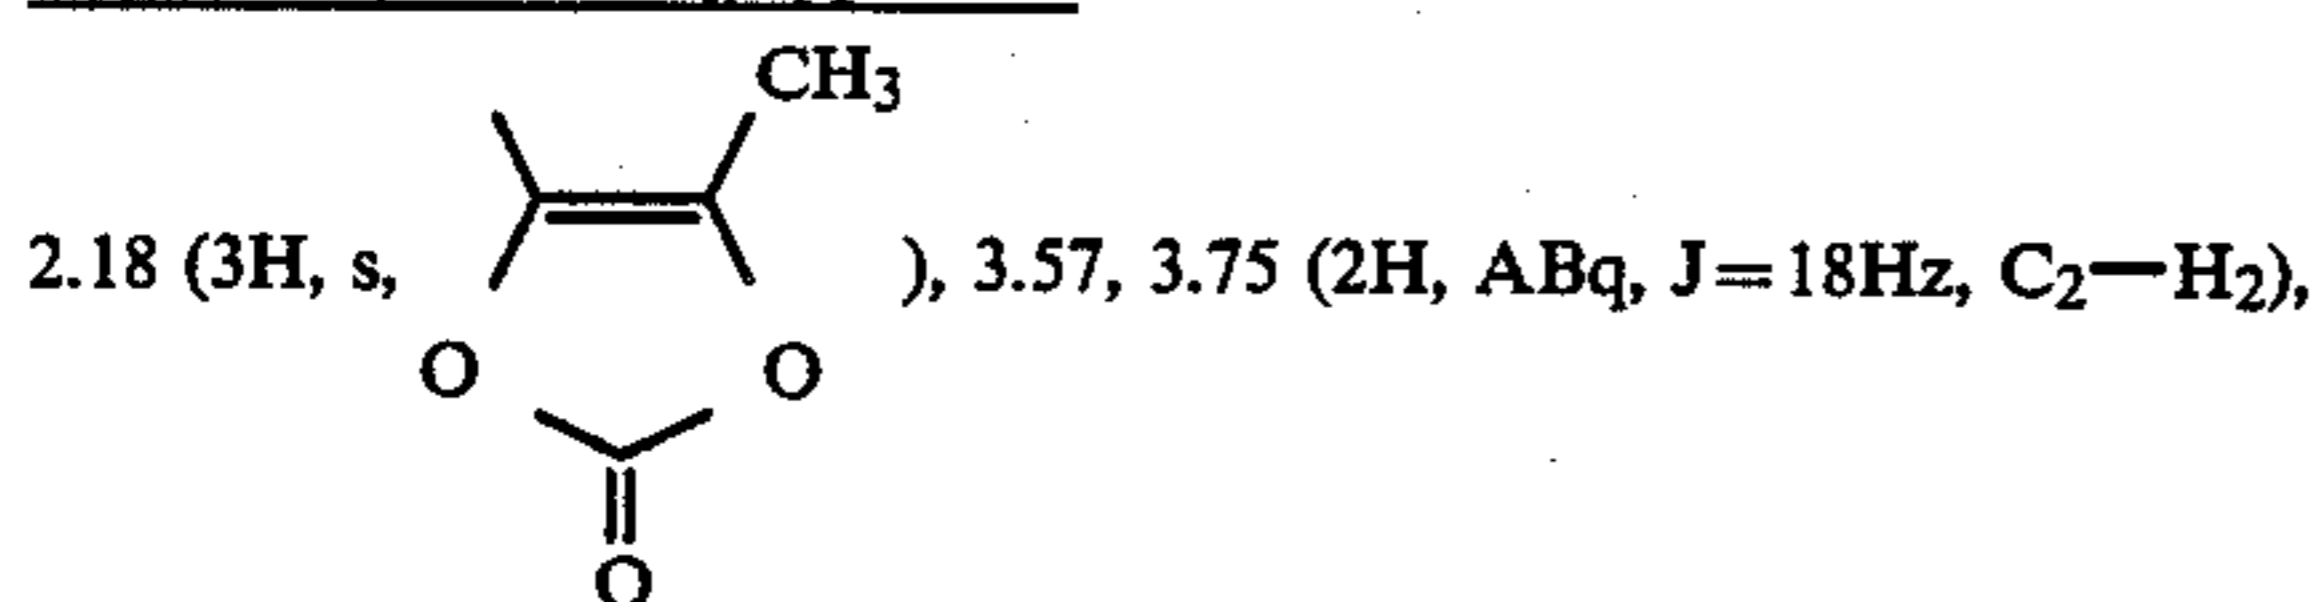 CH3
2.18 (3H, s, ), 3.57, 3.75 (2H, ABq, J=18Hz, C2—H2),
O O
O